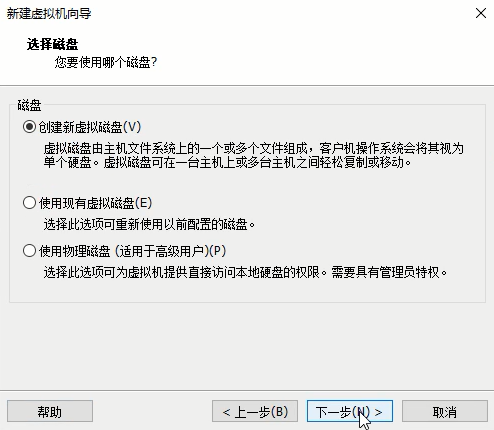 新建虚拟机向导
选择磁盘
您要使用哪个磁盘?
磁盘
创建新虚拟磁盘(V)
虚拟磁盘由主机文件系统上的一个或多个文件组成，客户机操作系统会将其视为
单个硬盘。虚拟磁盘可在一台主机上或多台主机之间轻松复制或移动。
使用现有虚拟磁盘(E)
选择此选项可重新使用以前配置的磁盘。
使用物理磁盘 (适用于高级用户)(P)
选择此选项可为虚拟机提供直接访问本地硬盘的权限。需要具有管理员特权。
帮助
< 上一步(B)
下一步(N) >
取消